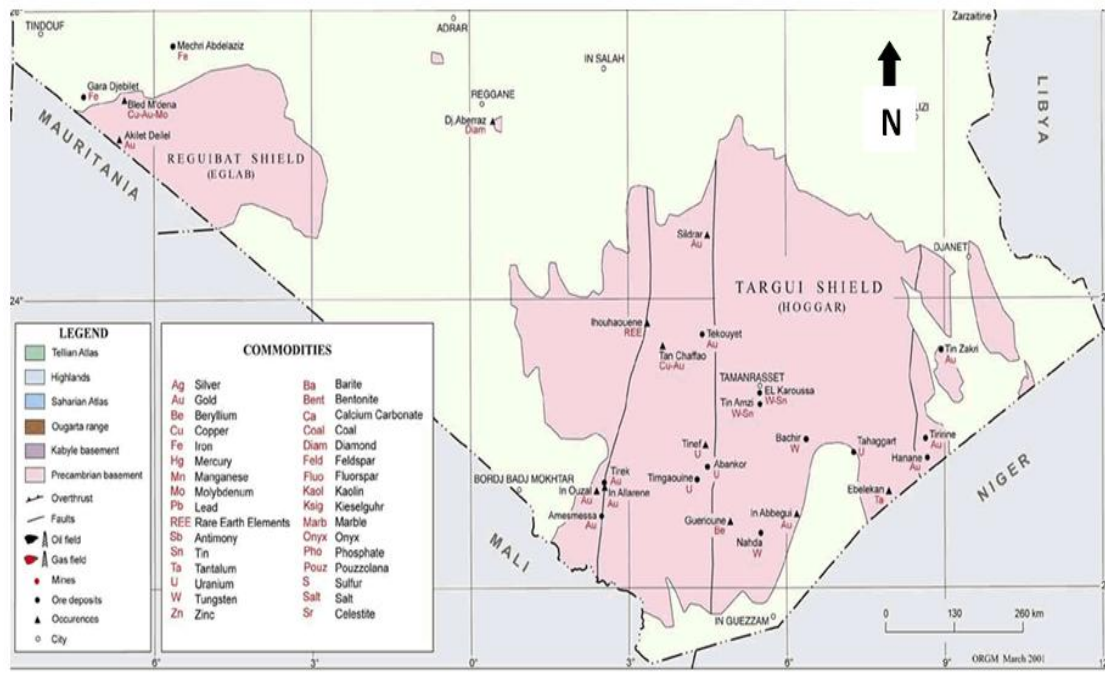 26
TINDOUF
ADRAR
Zarzaitine
Mechri Abdelaziz
Fe
IN SALAH
N
LIZI
LIBYA
Gara Djebilet
Fe
Bled M'dena
Cu-Au-Mo
REGGANE
Dj.Aberraz
Diam
Akilet Deilel
Au
MAURITANIA
REGUIBAT SHIELD
(EGLAB)
Sildrar
Au
DJANET
TARGUI SHIELD
(HOGGAR)
24°
Ihouhaouene
REE
Tekouyet
Au
Tan Chaffao
Cu-Au
Tin Zakri
Au
TAMANRASSET
EL Karoussa
W-Sn
Tin Amzi
W-Sn
Tinef
U
Bachir
W
Tahaggart
U
Tiririne
Au
Hanane
Au
Abankor
U
Timgaouine
U
BORDJ BADJ MOKHTAR
Tirek
Au
In Ouzal
Au
In Allarene
Au
Amesmessa
Au
Ebelekan
Ta
In Abbegui
Au
Guenoune
Be
Nahda
W
NIGER
MALI
IN GUEZZAM
0 130 260 km
ORGM March 2001
LEGEND
Tellian Atlas
Highlands
Saharian Atlas
Ougarta range
Kabyle basement
Precambrian basement
Overthrust
Faults
Oil field
Gas field
Mines
Ore deposits
Occurences
City
COMMODITIES
Ag Silver
Au Gold
Be Beryllium
Cu Copper
Fe Iron
Hg Mercury
Mn Manganese
Mo Molybdenum
Pb Lead
REE Rare Earth Elements
Sb Antimony
Sn Tin
Ta Tantalum
U Uranium
W Tungsten
Zn Zinc
Ba Barite
Bent Bentonite
Ca Calcium Carbonate
Coal Coal
Diam Diamond
Feld Feldspar
Fluo Fluorspar
Kaol Kaolin
Ksig Kieselguhr
Marb Marble
Onyx Onyx
Pho Phosphate
Pouz Pouzzolana
S Sulfur
Salt Salt
Sr Celestite
6° 3° 0° 3° 6° 9° 12